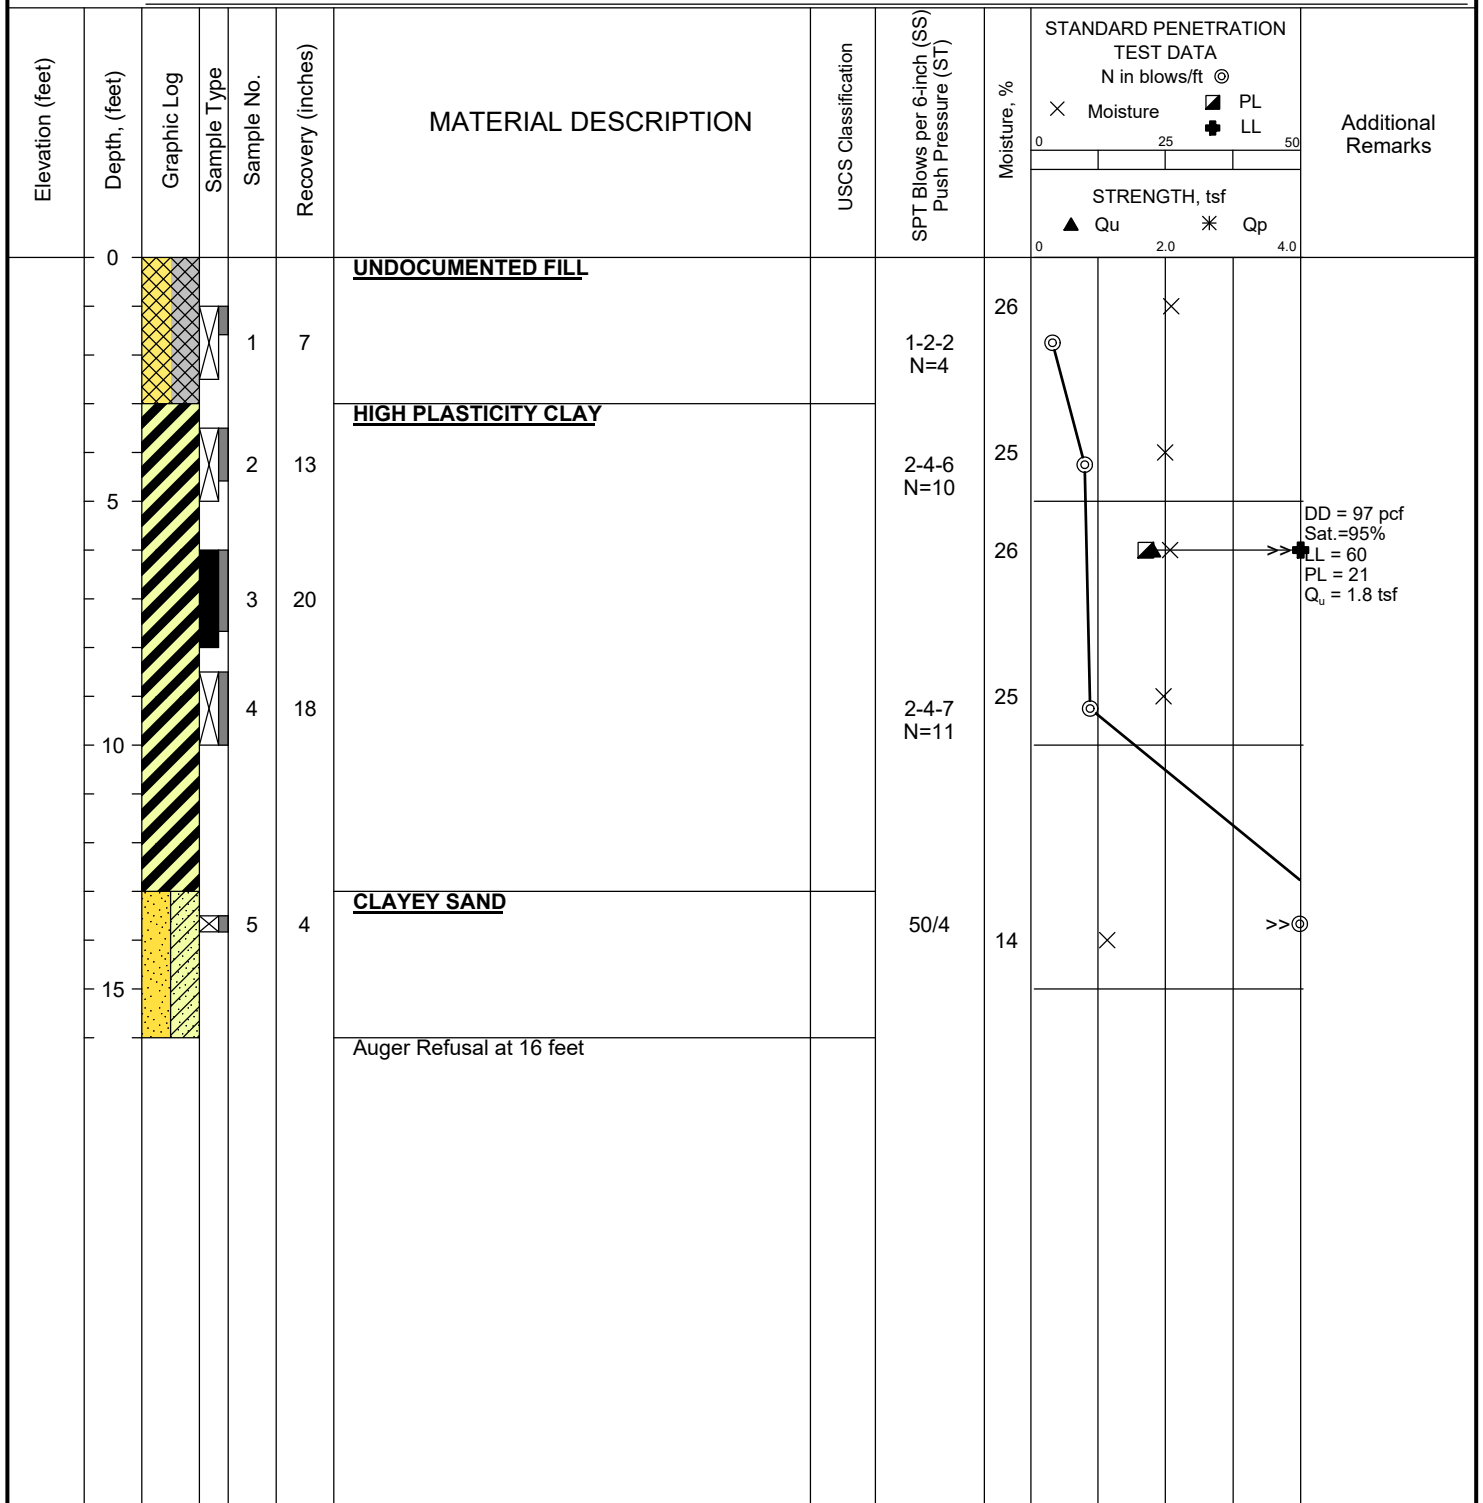 Elevation (feet)
Depth, (feet)
Graphic Log
Sample Type
Sample No.
Recovery (inches)
MATERIAL DESCRIPTION
USCS Classification
SPT Blows per 6-inch (SS)
Push Pressure (ST)
Moisture, %
STANDARD PENETRATION
TEST DATA
N in blows/ft ◎
× Moisture
PL
LL
0 25 50
STRENGTH, tsf
▲ Qu ✳ Qp
0 2.0 4.0
Additional
Remarks
0
UNDOCUMENTED FILL
26
1 7 1-2-2
N=4
HIGH PLASTICITY CLAY
25
2 13 2-4-6
N=10
5
DD = 97 pcf
Sat.=95%
26 >> LL = 60
PL = 21
Qᵤ = 1.8 tsf
3 20
25
4 18 2-4-7
N=11
10
CLAYEY SAND
5 4 50/4 >>
14
15
Auger Refusal at 16 feet